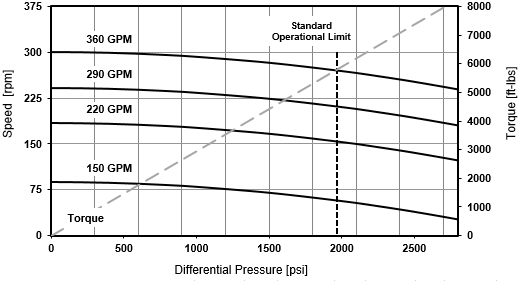 375
300
225
150
75
0
Speed [rpm]
360 GPM
290 GPM
220 GPM
150 GPM
Torque
Standard
Operational Limit
8000
7000
6000
5000
4000
3000
2000
1000
0
Torque [ft-lbs]
0 500 1000 1500 2000 2500
Differential Pressure [psi]